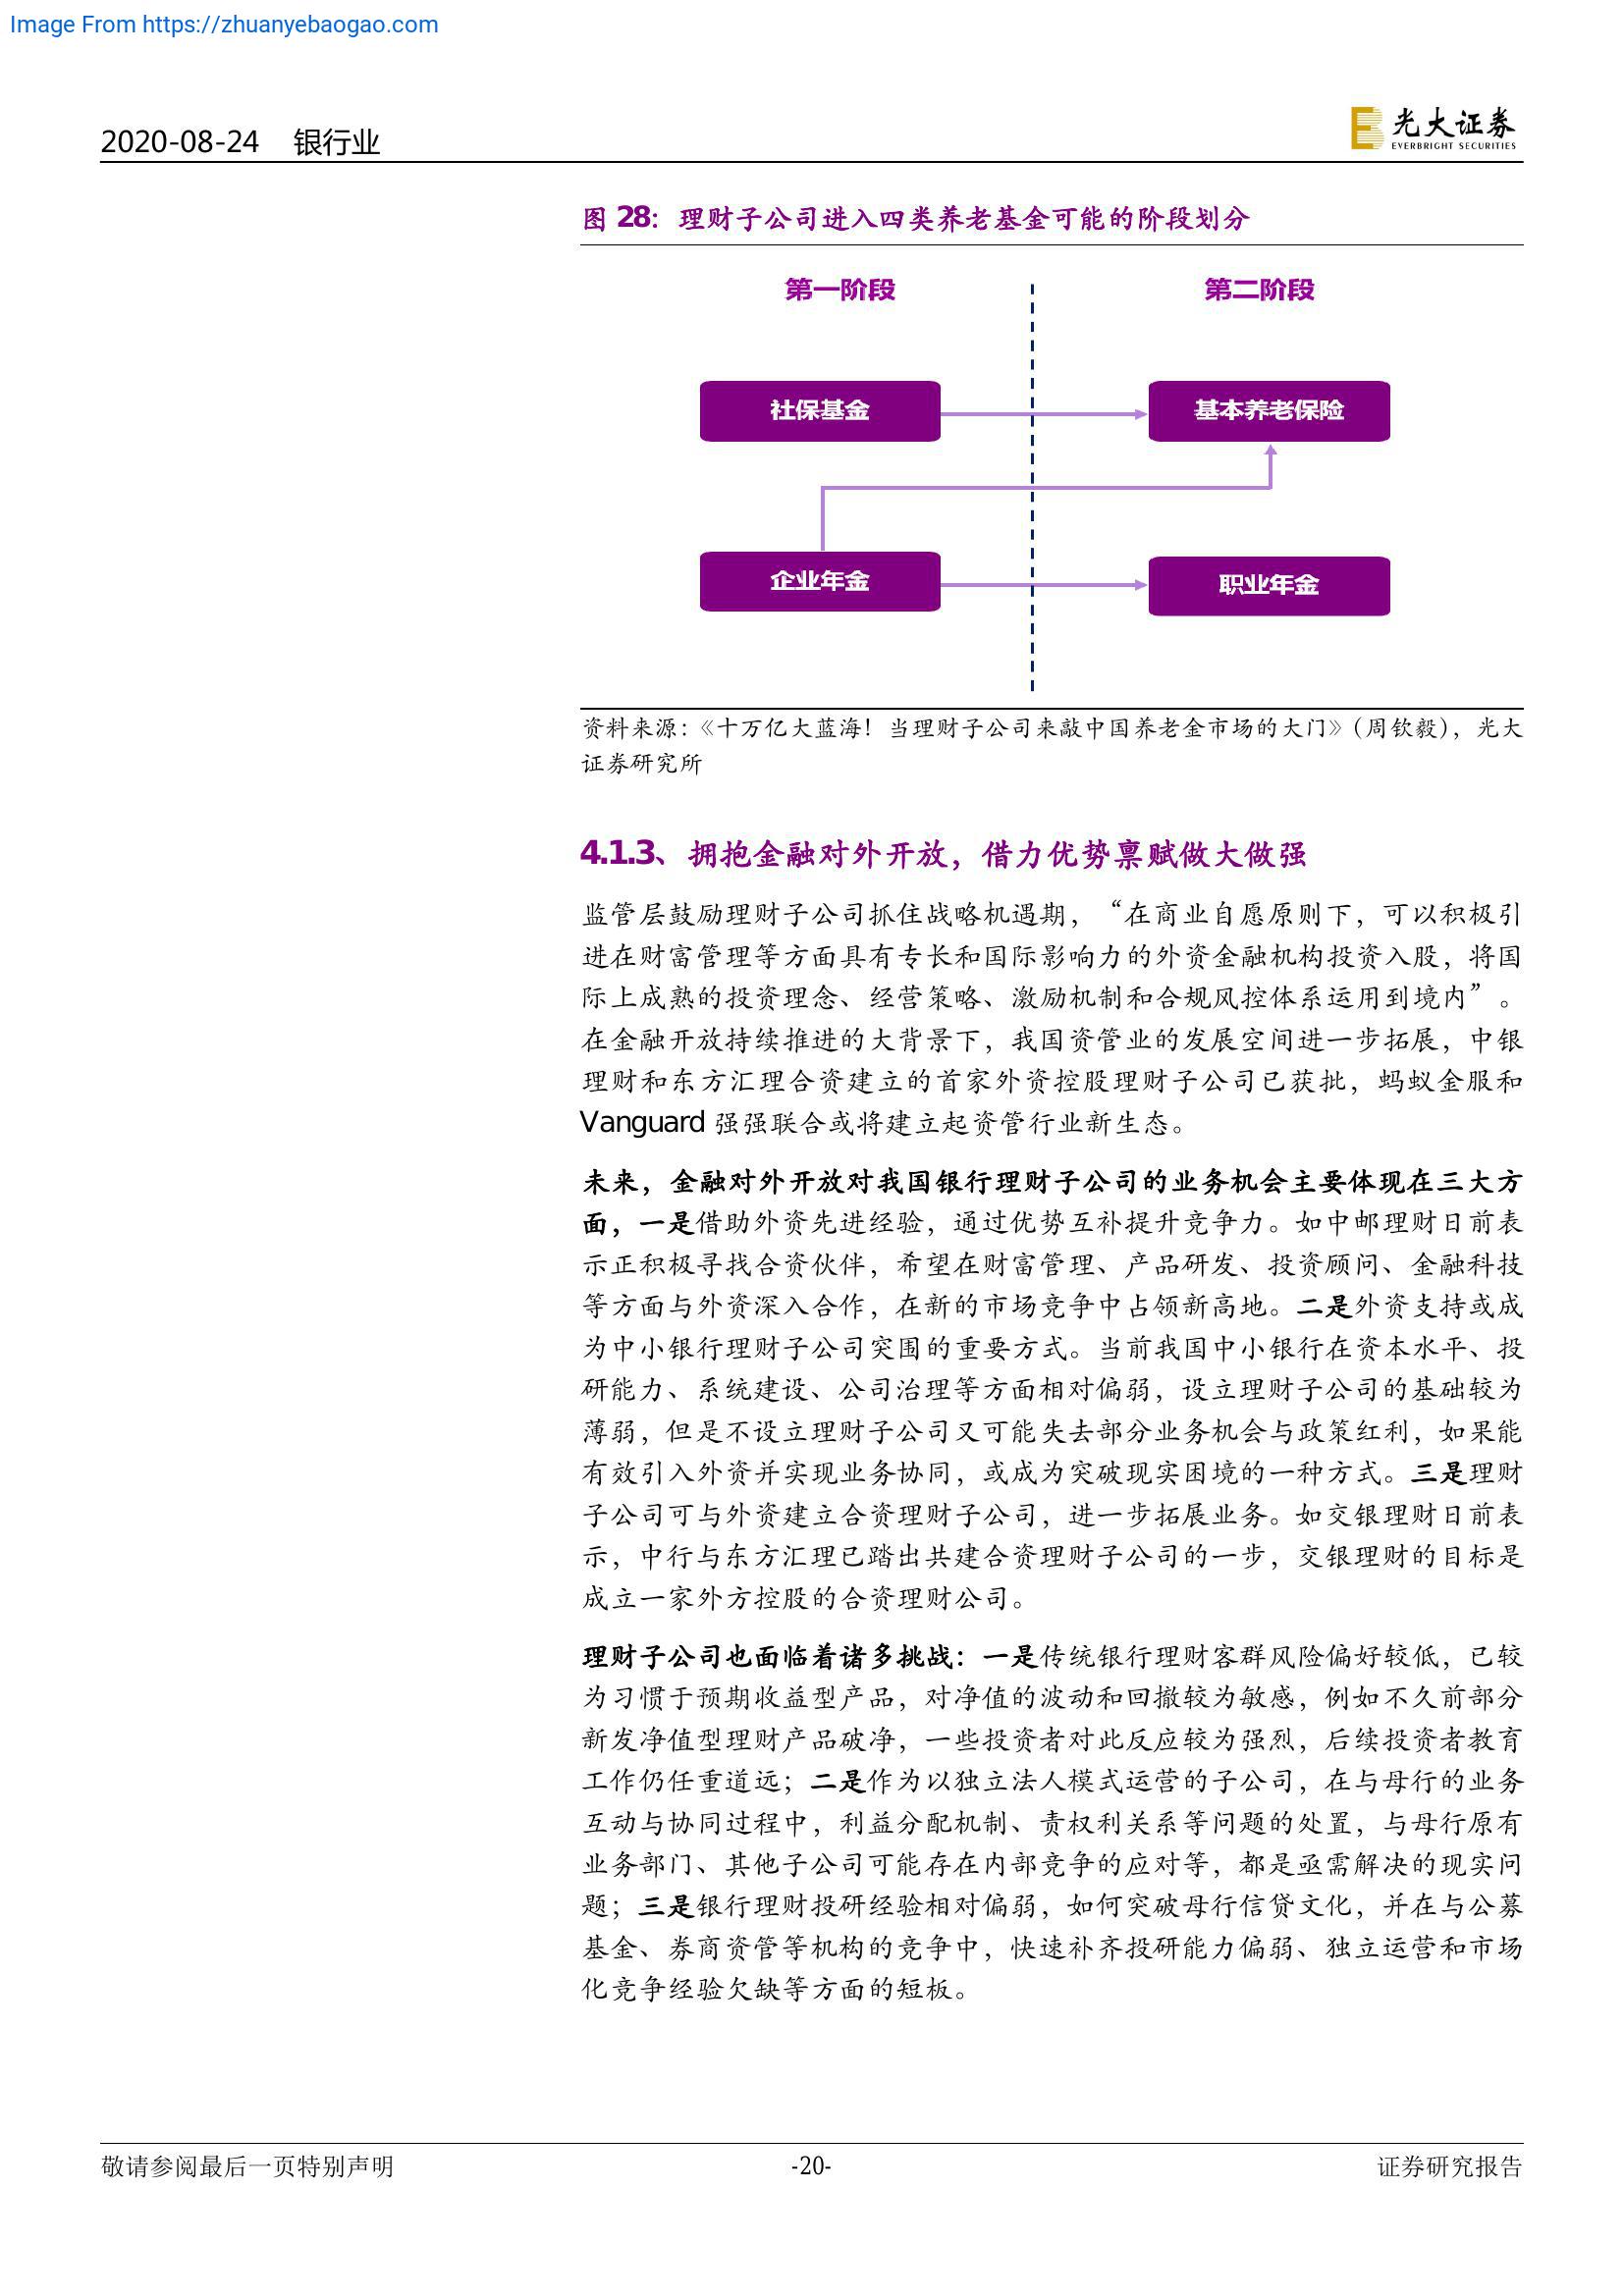 Image From https://zhuanyebaogao.com
2020-08-24 银行业
光大证券
EVERBRIGHT SECURITIES
图 28：理财子公司进入四类养老基金可能的阶段划分
第一阶段 第二阶段
社保基金 基本养老保险
企业年金 职业年金
资料来源：《十万亿大蓝海！当理财子公司来敲中国养老金市场的大门》（周钦毅），光大
证券研究所
4.1.3、拥抱金融对外开放，借力优势禀赋做大做强
监管层鼓励理财子公司抓住战略机遇期，“在商业自愿原则下，可以积极引
进在财富管理等方面具有专长和国际影响力的外资金融机构投资入股，将国
际上成熟的投资理念、经营策略、激励机制和合规风控体系运用到境内”。
在金融开放持续推进的大背景下，我国资管业的发展空间进一步拓展，中银
理财和东方汇理合资建立的首家外资控股理财子公司已获批，蚂蚁金服和
Vanguard 强强联合或将建立起资管行业新生态。
未来，金融对外开放对我国银行理财子公司的业务机会主要体现在三大方
面，一是借助外资先进经验，通过优势互补提升竞争力。如中邮理财日前表
示正积极寻找合资伙伴，希望在财富管理、产品研发、投资顾问、金融科技
等方面与外资深入合作，在新的市场竞争中占领新高地。二是外资支持或成
为中小银行理财子公司突围的重要方式。当前我国中小银行在资本水平、投
研能力、系统建设、公司治理等方面相对偏弱，设立理财子公司的基础较为
薄弱，但是不设立理财子公司又可能失去部分业务机会与政策红利，如果能
有效引入外资并实现业务协同，或成为突破现实困境的一种方式。三是理财
子公司可与外资建立合资理财子公司，进一步拓展业务。如交银理财日前表
示，中行与东方汇理已踏出共建合资理财子公司的一步，交银理财的目标是
成立一家外方控股的合资理财公司。
理财子公司也面临着诸多挑战：一是传统银行理财客群风险偏好较低，已较
为习惯于预期收益型产品，对净值的波动和回撤较为敏感，例如不久前部分
新发净值型理财产品破净，一些投资者对此反应较为强烈，后续投资者教育
工作仍任重道远；二是作为以独立法人模式运营的子公司，在与母行的业务
互动与协同过程中，利益分配机制、责权利关系等问题的处置，与母行原有
业务部门、其他子公司可能存在内部竞争的应对等，都是亟需解决的现实问
题；三是银行理财投研经验相对偏弱，如何突破母行信贷文化，并在与公募
基金、券商资管等机构的竞争中，快速补齐投研能力偏弱、独立运营和市场
化竞争经验欠缺等方面的短板。
敬请参阅最后一页特别声明 -20- 证券研究报告